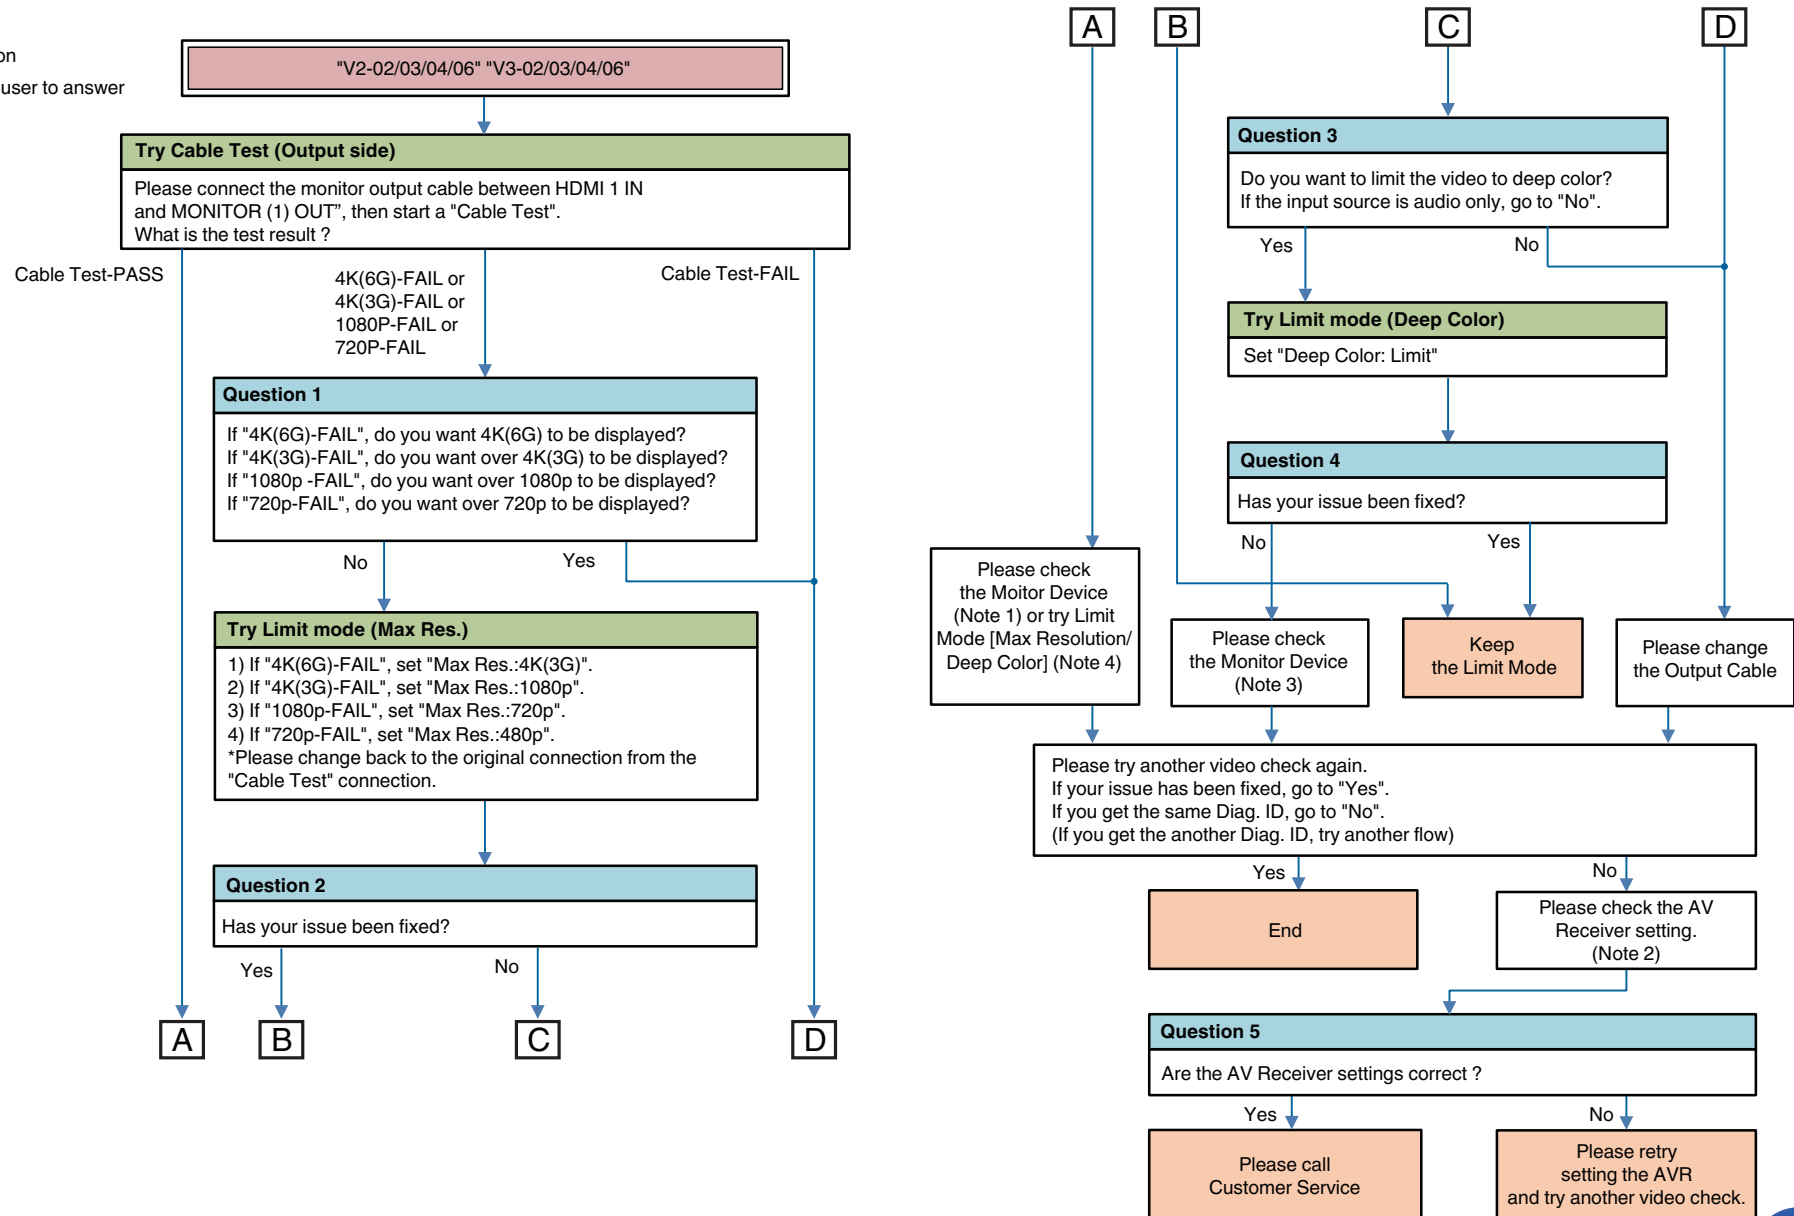 on
user to answer
"V2-02/03/04/06" "V3-02/03/04/06"
Try Cable Test (Output side)
Please connect the monitor output cable between HDMI 1 IN
and MONITOR (1) OUT”, then start a "Cable Test".
What is the test result ?
Cable Test-PASS
4K(6G)-FAIL or
4K(3G)-FAIL or
1080P-FAIL or
720P-FAIL
Cable Test-FAIL
Question 1
If "4K(6G)-FAIL", do you want 4K(6G) to be displayed?
If "4K(3G)-FAIL", do you want over 4K(3G) to be displayed?
If "1080p -FAIL", do you want over 1080p to be displayed?
If "720p-FAIL", do you want over 720p to be displayed?
No
Yes
Try Limit mode (Max Res.)
1) If "4K(6G)-FAIL", set "Max Res.:4K(3G)".
2) If "4K(3G)-FAIL", set "Max Res.:1080p".
3) If "1080p-FAIL", set "Max Res.:720p".
4) If "720p-FAIL", set "Max Res.:480p".
*Please change back to the original connection from the
"Cable Test" connection.
Question 2
Has your issue been fixed?
Yes
No
A
B
C
D
A
B
C
D
Question 3
Do you want to limit the video to deep color?
If the input source is audio only, go to "No".
Yes
No
Try Limit mode (Deep Color)
Set "Deep Color: Limit"
Question 4
Has your issue been fixed?
No
Yes
Please check
the Moitor Device
(Note 1) or try Limit
Mode [Max Resolution/
Deep Color] (Note 4)
Please check
the Monitor Device
(Note 3)
Keep
the Limit Mode
Please change
the Output Cable
Please try another video check again.
If your issue has been fixed, go to "Yes".
If you get the same Diag. ID, go to "No".
(If you get the another Diag. ID, try another flow)
Yes
No
End
Please check the AV
Receiver setting.
(Note 2)
Question 5
Are the AV Receiver settings correct ?
Yes
No
Please call
Customer Service
Please retry
setting the AVR
and try another video check.